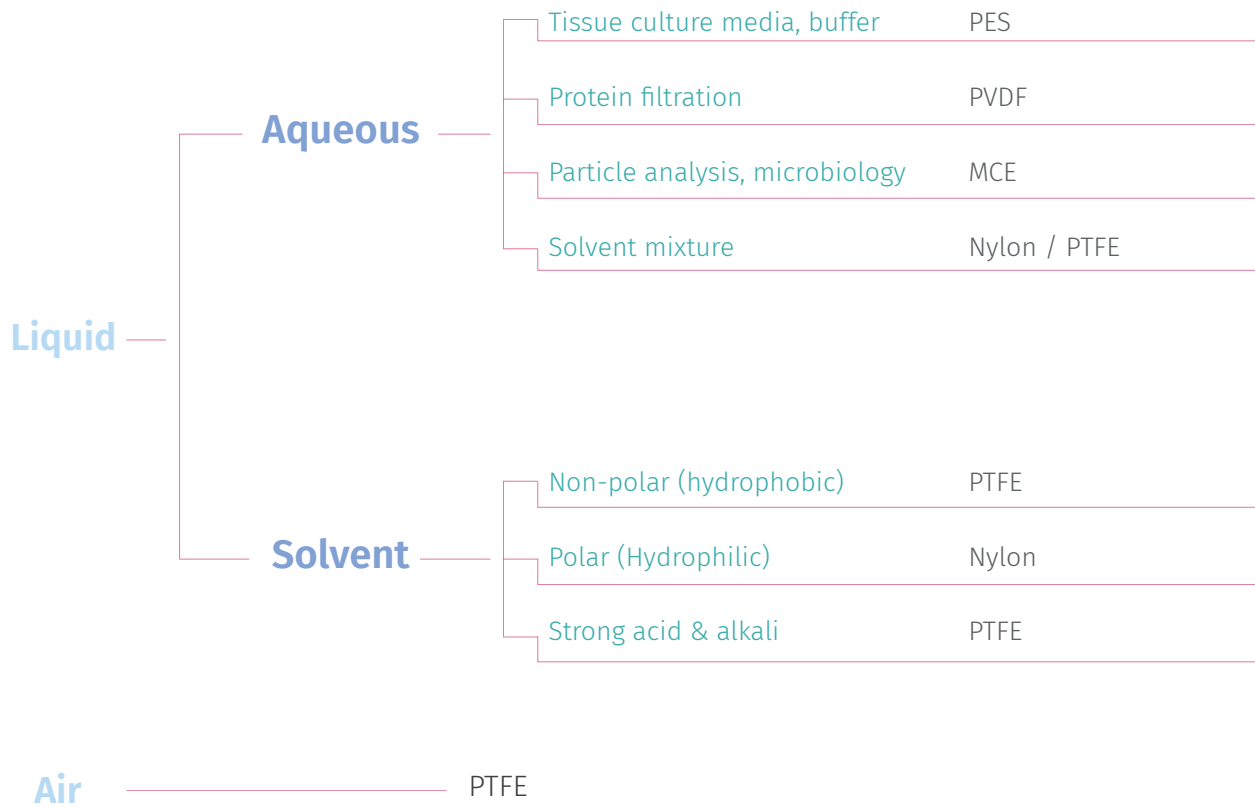 Tissue culture media, buffer PES
Protein filtration PVDF
Aqueous
Particle analysis, microbiology MCE
Solvent mixture Nylon / PTFE
Liquid
Non-polar (hydrophobic) PTFE
Solvent
Polar (Hydrophilic) Nylon
Strong acid & alkali PTFE
Air PTFE